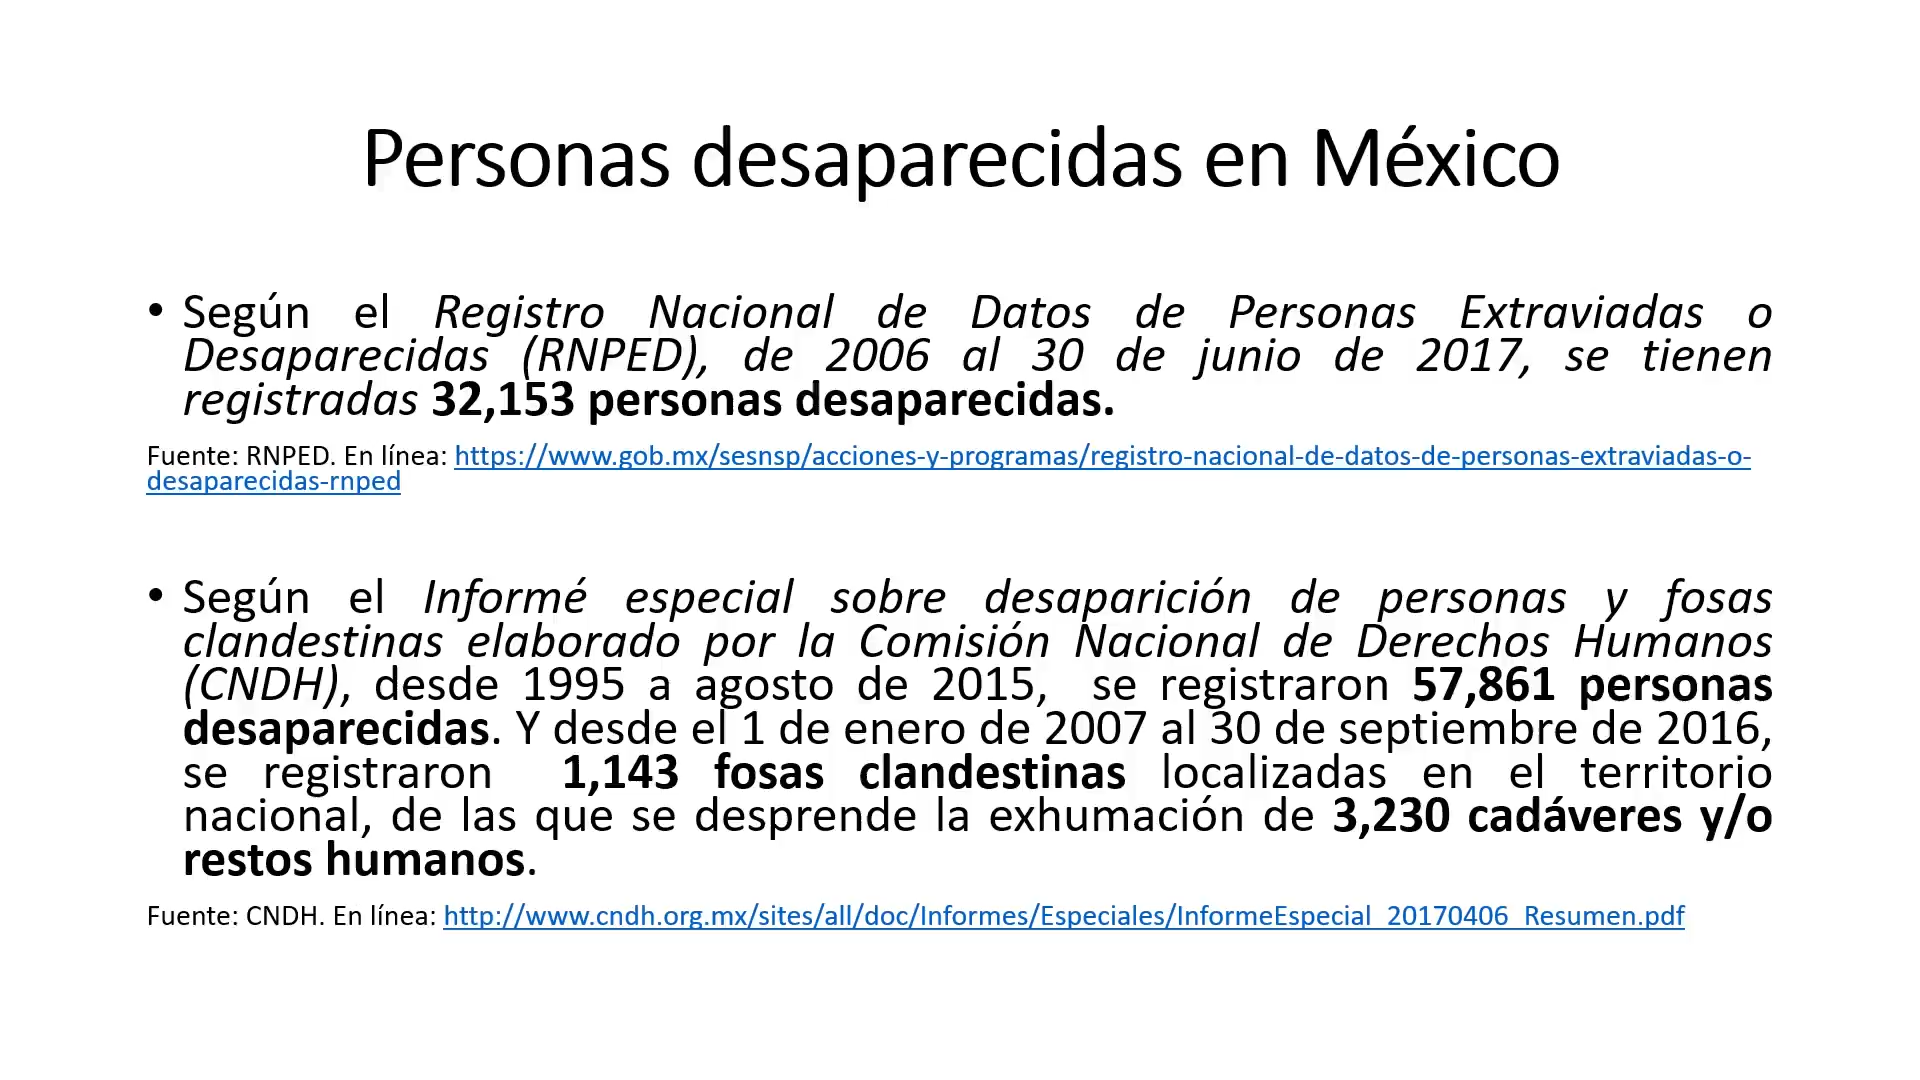 Personas desaparecidas en México
• Según el Registro Nacional de Datos de Personas Extraviadas o
Desaparecidas (RNPED), de 2006 al 30 de junio de 2017, se tienen
registradas 32,153 personas desaparecidas.
Fuente: RNPED. En línea: https://www.gob.mx/sesnsp/acciones-y-programas/registro-nacional-de-datos-de-personas-extraviadas-o-
desaparecidas-rnped
• Según el Informé especial sobre desaparición de personas y fosas
clandestinas elaborado por la Comisión Nacional de Derechos Humanos
(CNDH), desde 1995 a agosto de 2015, se registraron 57,861 personas
desaparecidas. Y desde el 1 de enero de 2007 al 30 de septiembre de 2016,
se registraron 1,143 fosas clandestinas localizadas en el territorio
nacional, de las que se desprende la exhumación de 3,230 cadáveres y/o
restos humanos.
Fuente: CNDH. En línea: http://www.cndh.org.mx/sites/all/doc/Informes/Especiales/InformeEspecial_20170406_Resumen.pdf